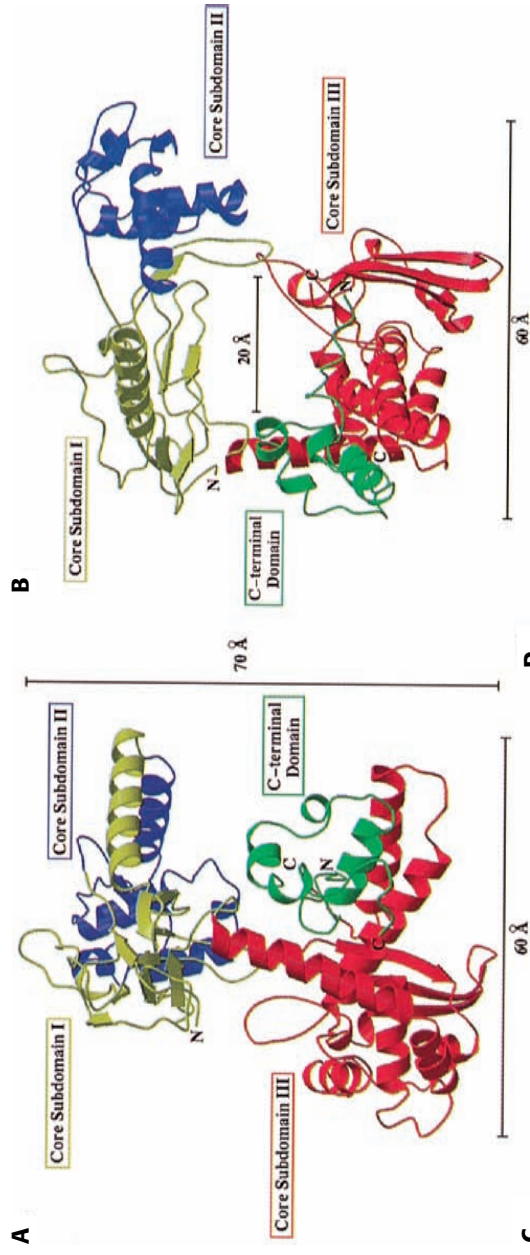 A
Core Subdomain I
Core Subdomain II
N
70 Å
C-terminal
Domain
C
N
C
Core Subdomain III
60 Å
B
Core Subdomain I
Core Subdomain II
N
20 Å
C-terminal
Domain
C
N
C
Core Subdomain III
60 Å
C